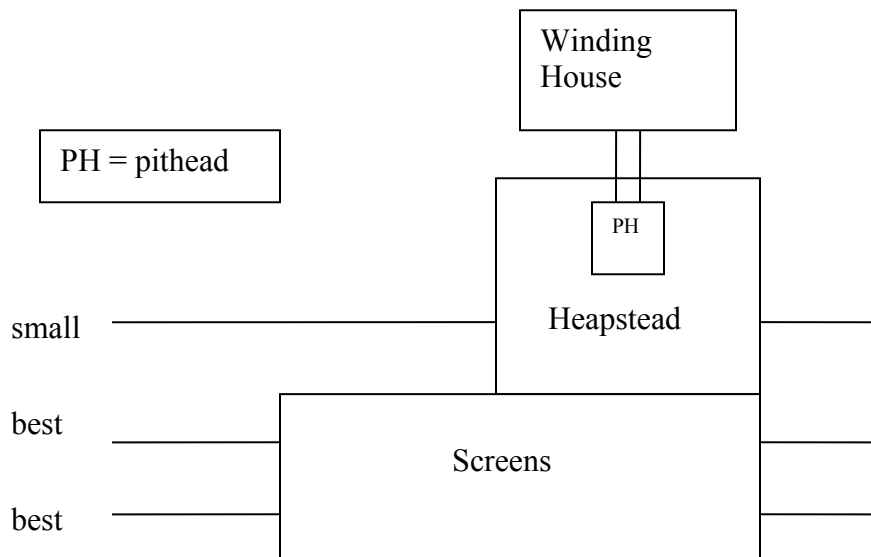 Winding
House
PH = pithead
PH
small
Heapstead
best
Screens
best